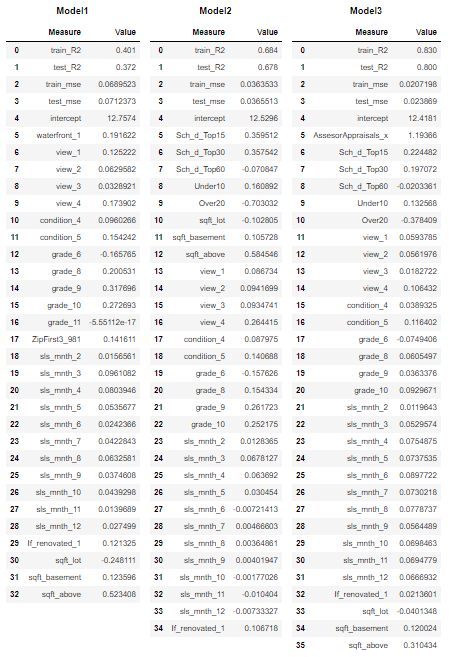 Model1 Model2 Model3
Measure Value Measure Value Measure Value
0 train_R2 0.401 0 train_R2 0.684 0 train_R2 0.830
1 test_R2 0.372 1 test_R2 0.678 1 test_R2 0.800
2 train_mse 0.0689523 2 train_mse 0.0363533 2 train_mse 0.0207198
3 test_mse 0.0712373 3 test_mse 0.0365513 3 test_mse 0.023869
4 intercept 12.7574 4 intercept 12.5296 4 intercept 12.4181
5 waterfront_1 0.191622 5 Sch_d_Top15 0.359512 5 AssesorAppraisals_x 1.19366
6 view_1 0.125222 6 Sch_d_Top30 0.357542 6 Sch_d_Top15 0.224482
7 view_2 0.0629582 7 Sch_d_Top60 -0.070847 7 Sch_d_Top30 0.197072
8 view_3 0.0328921 8 Under10 0.160892 8 Sch_d_Top60 -0.0203361
9 view_4 0.173902 9 Over20 -0.703032 9 Under10 0.132568
10 condition_4 0.0960266 10 sqft_lot -0.102805 10 Over20 -0.378409
11 condition_5 0.154242 11 sqft_basement 0.105728 11 view_1 0.0593785
12 grade_6 -0.165765 12 sqft_above 0.584546 12 view_2 0.0561976
13 grade_8 0.200531 13 view_1 0.086734 13 view_3 0.0182722
14 grade_9 0.317696 14 view_2 0.0941699 14 view_4 0.106432
15 grade_10 0.272693 15 view_3 0.0934741 15 condition_4 0.0389325
16 grade_11 -5.55112e-17 16 view_4 0.264415 16 condition_5 0.116402
17 ZipFirst3_981 0.141611 17 condition_4 0.087975 17 grade_6 -0.0749406
18 sls_mnth_2 0.0156561 18 condition_5 0.140688 18 grade_8 0.0605497
19 sls_mnth_3 0.0961082 19 grade_6 -0.157626 19 grade_9 0.0363376
20 sls_mnth_4 0.0803946 20 grade_8 0.154334 20 grade_10 0.0929671
21 sls_mnth_5 0.0535677 21 grade_9 0.261723 21 sls_mnth_2 0.0119643
22 sls_mnth_6 0.0242366 22 grade_10 0.252175 22 sls_mnth_3 0.0529574
23 sls_mnth_7 0.0422843 23 sls_mnth_2 0.0128365 23 sls_mnth_4 0.0754875
24 sls_mnth_8 0.0632581 24 sls_mnth_3 0.0678127 24 sls_mnth_5 0.0737535
25 sls_mnth_9 0.0374608 25 sls_mnth_4 0.063692 25 sls_mnth_6 0.0897722
26 sls_mnth_10 0.0439298 26 sls_mnth_5 0.030454 26 sls_mnth_7 0.0730218
27 sls_mnth_11 0.0139689 27 sls_mnth_6 -0.00721413 27 sls_mnth_8 0.0778737
28 sls_mnth_12 0.027499 28 sls_mnth_7 0.00466603 28 sls_mnth_9 0.0564489
29 If_renovated_1 0.121325 29 sls_mnth_8 0.00364861 29 sls_mnth_10 0.0698463
30 sqft_lot -0.248111 30 sls_mnth_9 0.00401947 30 sls_mnth_11 0.0694779
31 sqft_basement 0.123596 31 sls_mnth_10 -0.00177026 31 sls_mnth_12 0.0666932
32 sqft_above 0.523408 32 sls_mnth_11 -0.010404 32 If_renovated_1 0.0213601
33 sls_mnth_12 -0.00733327 33 sqft_lot -0.0401348
34 If_renovated_1 0.106718 34 sqft_basement 0.120024
35 sqft_above 0.310434